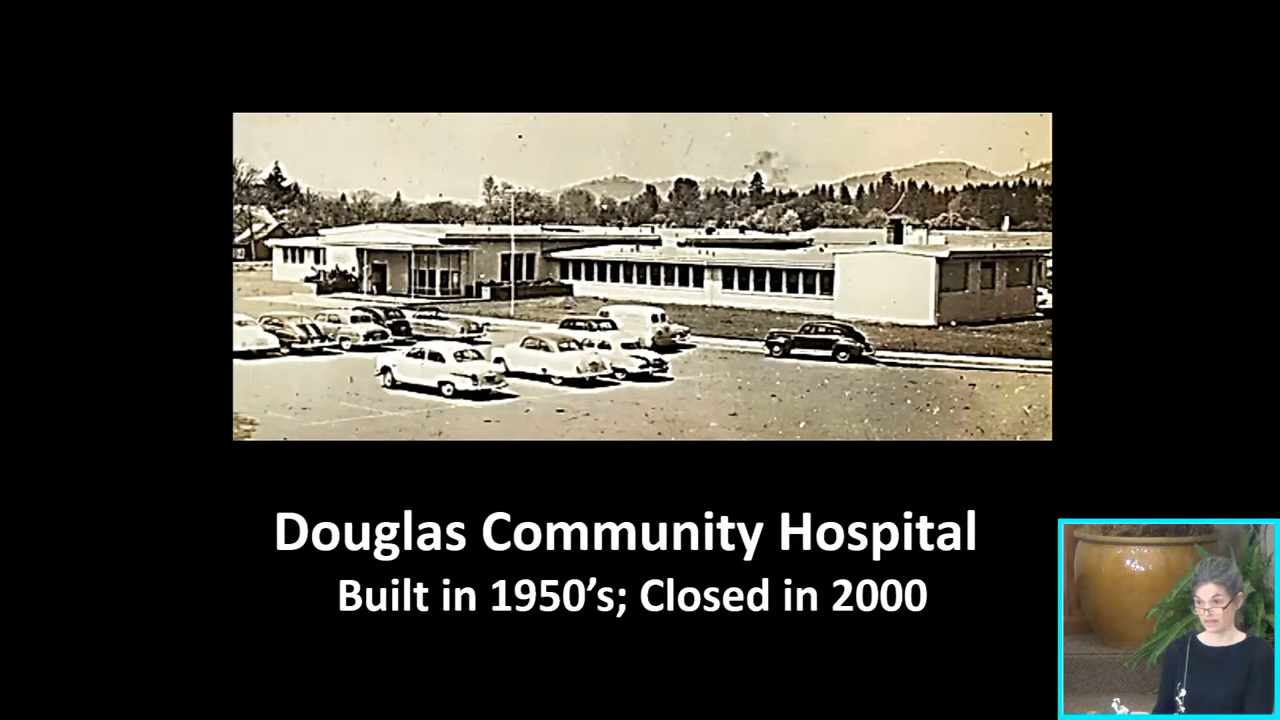 Douglas Community Hospital
Built in 1950’s; Closed in 2000